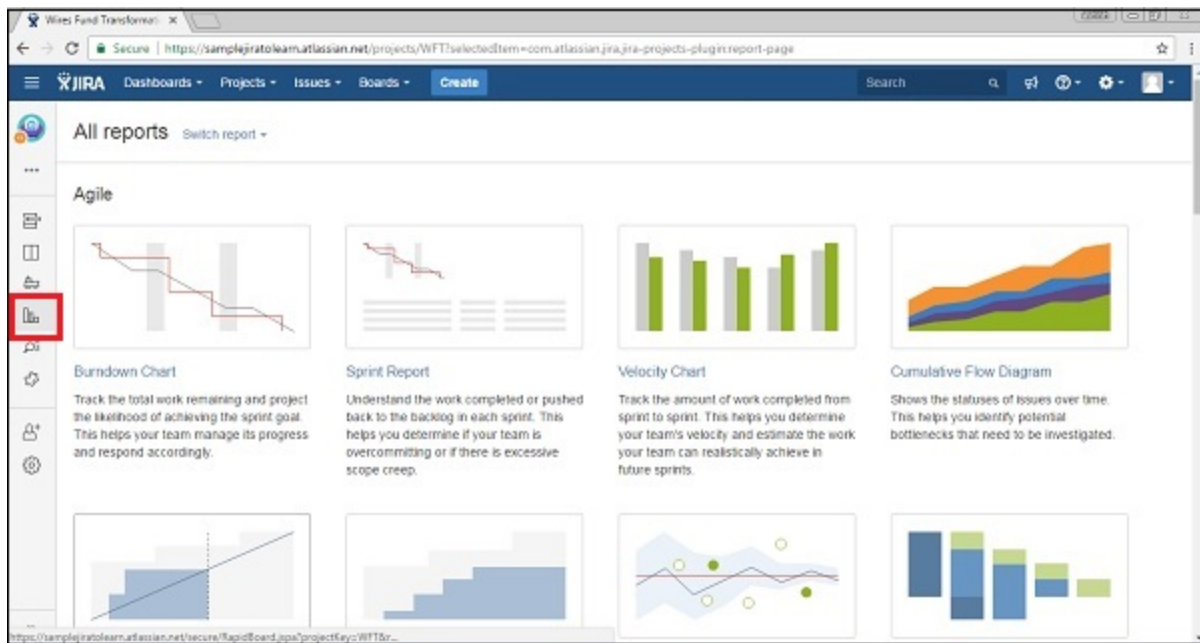 Wires Fund Transformati
Secure | https://samplejiratolearn.atlassian.net/projects/WFT?selectedItem=com.atlassian.jira.jira-projects-plugin:report-page
JIRA Dashboards Projects Issues Boards Create Search
All reports Switch report
Agile
Burndown Chart
Track the total work remaining and project
the likelihood of achieving the sprint goal.
This helps your team manage its progress
and respond accordingly.
Sprint Report
Understand the work completed or pushed
back to the backlog in each sprint. This
helps you determine if your team is
overcommitting or if there is excessive
scope creep.
Velocity Chart
Track the amount of work completed from
sprint to sprint. This helps you determine
your team's velocity and estimate the work
your team can realistically achieve in
future sprints.
Cumulative Flow Diagram
Shows the statuses of issues over time.
This helps you identify potential
bottlenecks that need to be investigated.
https://samplejiratolearn.atlassian.net/secure/RapidBoard.jspa?projectKey=WFT&r...